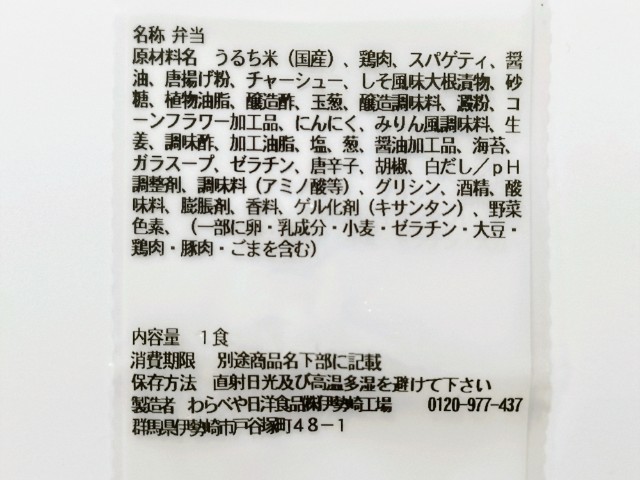 名称 弁当
原材料名　うるち米（国産）、鶏肉、スパゲティ、醤
油、唐揚げ粉、チャーシュー、しそ風味大根漬物、砂
糖、植物油脂、醸造酢、玉葱、醸造調味料、澱粉、コ
ーンフラワー加工品、にんにく、みりん風調味料、生
姜、調味酢、加工油脂、塩、葱、醤油加工品、海苔、
ガラスープ、ゼラチン、唐辛子、胡椒、白だし／ｐＨ
調整剤、調味料（アミノ酸等）、グリシン、酒精、酸
味料、膨脹剤、香料、ゲル化剤（キサンタン）、野菜
色素、（一部に卵・乳成分・小麦・ゼラチン・大豆・
鶏肉・豚肉・ごまを含む）
内容量　１食
消費期限　別途商品名下部に記載
保存方法　直射日光及び高温多湿を避けて下さい
製造者　わらべや日洋食品㈱伊勢崎工場　0120-977-437
群馬県伊勢崎市戸谷塚町４８－１